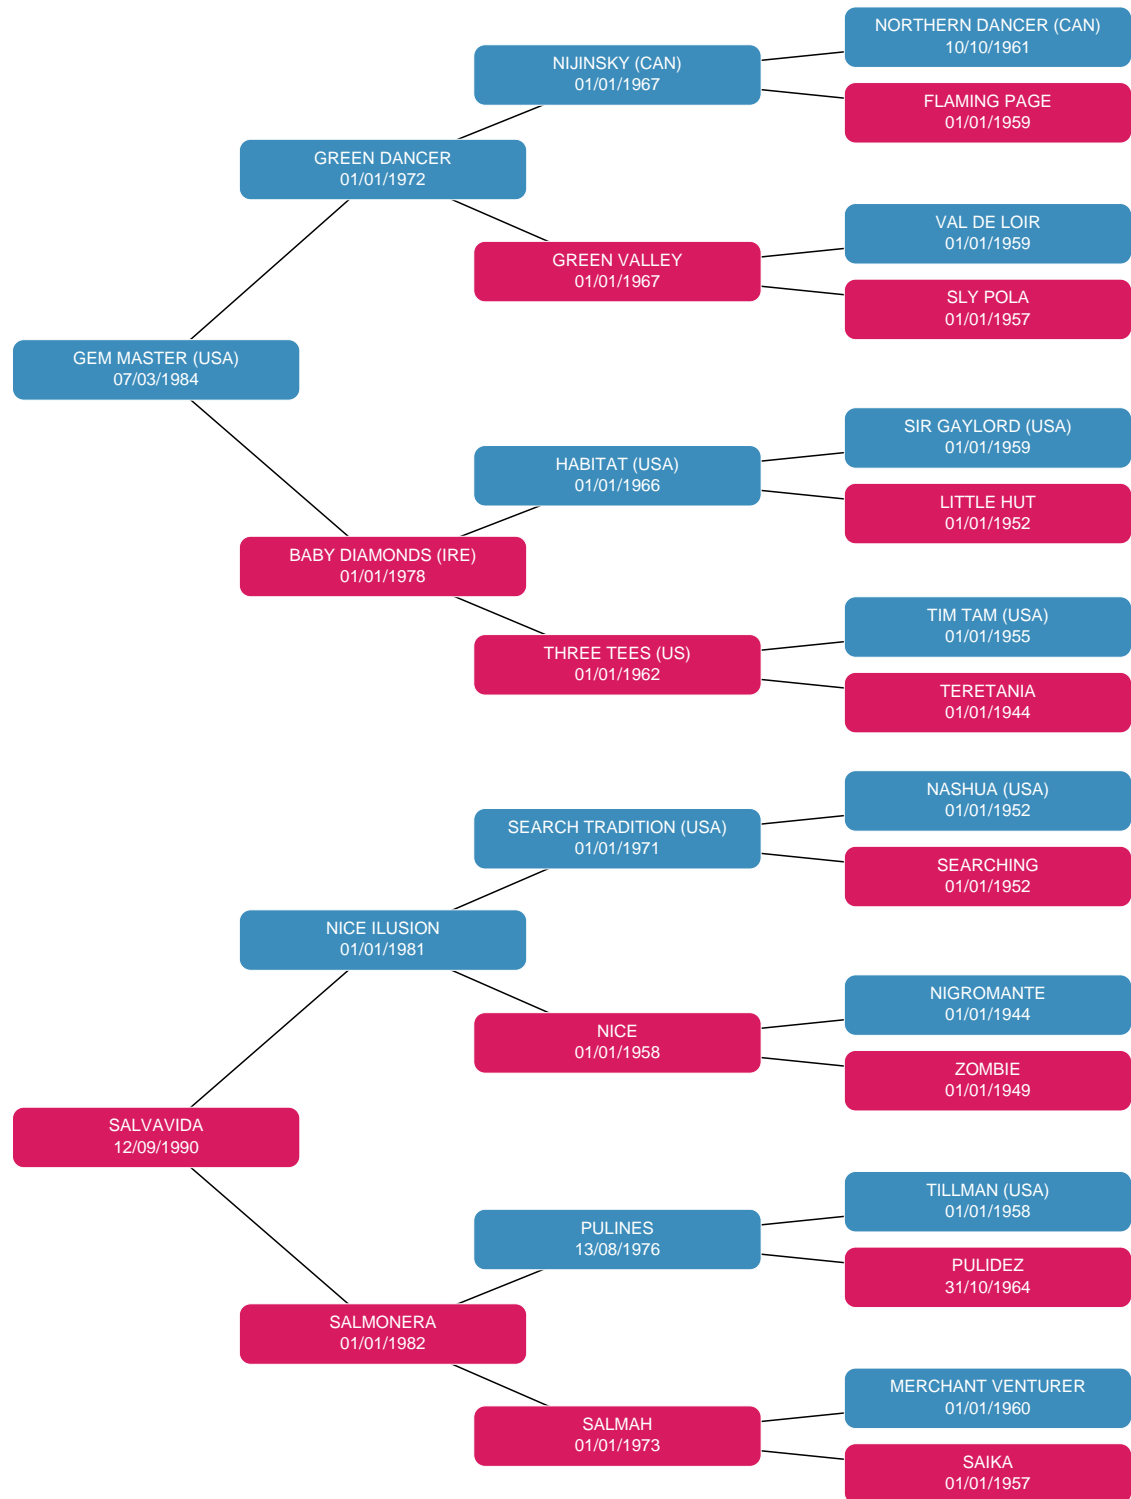 NORTHERN DANCER (CAN)
10/10/1961
NIJINSKY (CAN)
01/01/1967
FLAMING PAGE
01/01/1959
GREEN DANCER
01/01/1972
VAL DE LOIR
01/01/1959
GREEN VALLEY
01/01/1967
SLY POLA
01/01/1957
GEM MASTER (USA)
07/03/1984
SIR GAYLORD (USA)
01/01/1959
HABITAT (USA)
01/01/1966
LITTLE HUT
01/01/1952
BABY DIAMONDS (IRE)
01/01/1978
TIM TAM (USA)
01/01/1955
THREE TEES (US)
01/01/1962
TERETANIA
01/01/1944
NASHUA (USA)
01/01/1952
SEARCH TRADITION (USA)
01/01/1971
SEARCHING
01/01/1952
NICE ILUSION
01/01/1981
NIGROMANTE
01/01/1944
NICE
01/01/1958
ZOMBIE
01/01/1949
SALVAVIDA
12/09/1990
TILLMAN (USA)
01/01/1958
PULINES
13/08/1976
PULIDEZ
31/10/1964
SALMONERA
01/01/1982
MERCHANT VENTURER
01/01/1960
SALMAH
01/01/1973
SAIKA
01/01/1957